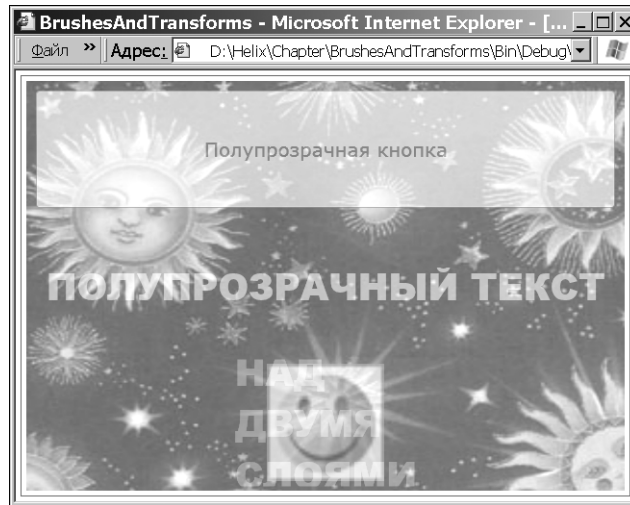 BrushesAndTransforms - Microsoft Internet Explorer - [...
Файл » Адрес: D:\Helix\Chapter\BrushesAndTransforms\Bin\Debug\
Полупрозрачная кнопка
ПОЛУПРОЗРАЧНЫЙ ТЕКСТ
НАД
ДВУМЯ
СЛОЯМИ